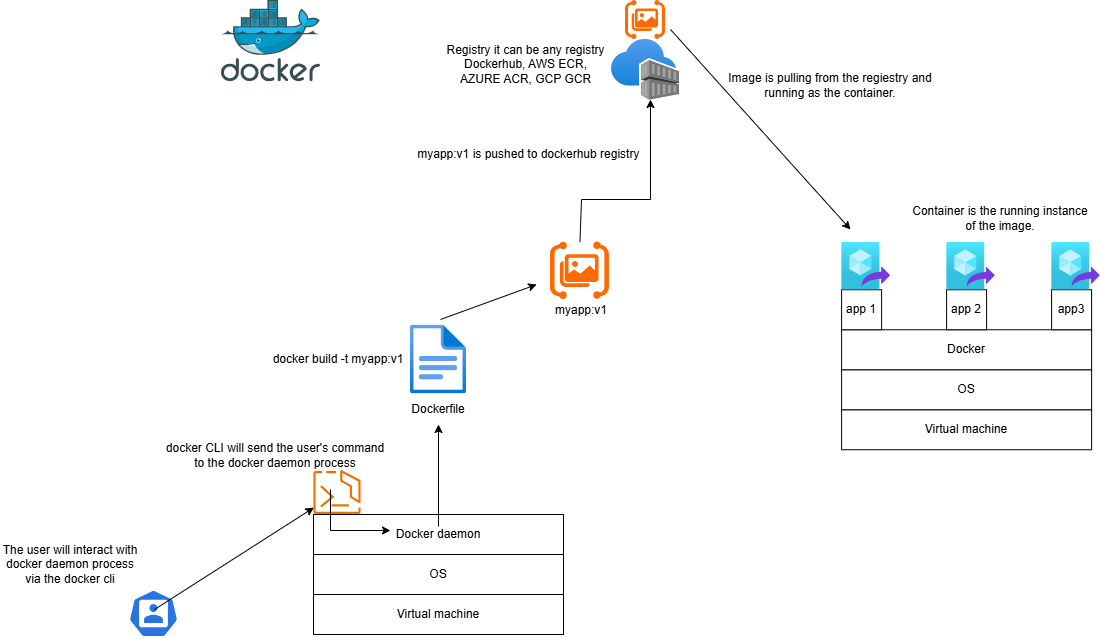 docker
Registry it can be any registry
Dockerhub, AWS ECR,
AZURE ACR, GCP GCR
Image is pulling from the regiestry and
running as the container.
myapp:v1 is pushed to dockerhub registry
Container is the running instance
of the image.
myapp:v1
app 1
app 2
app3
Docker
OS
Virtual machine
docker build -t myapp:v1
Dockerfile
docker CLI will send the user's command
to the docker daemon process
Docker daemon
OS
Virtual machine
The user will interact with
docker daemon process
via the docker cli